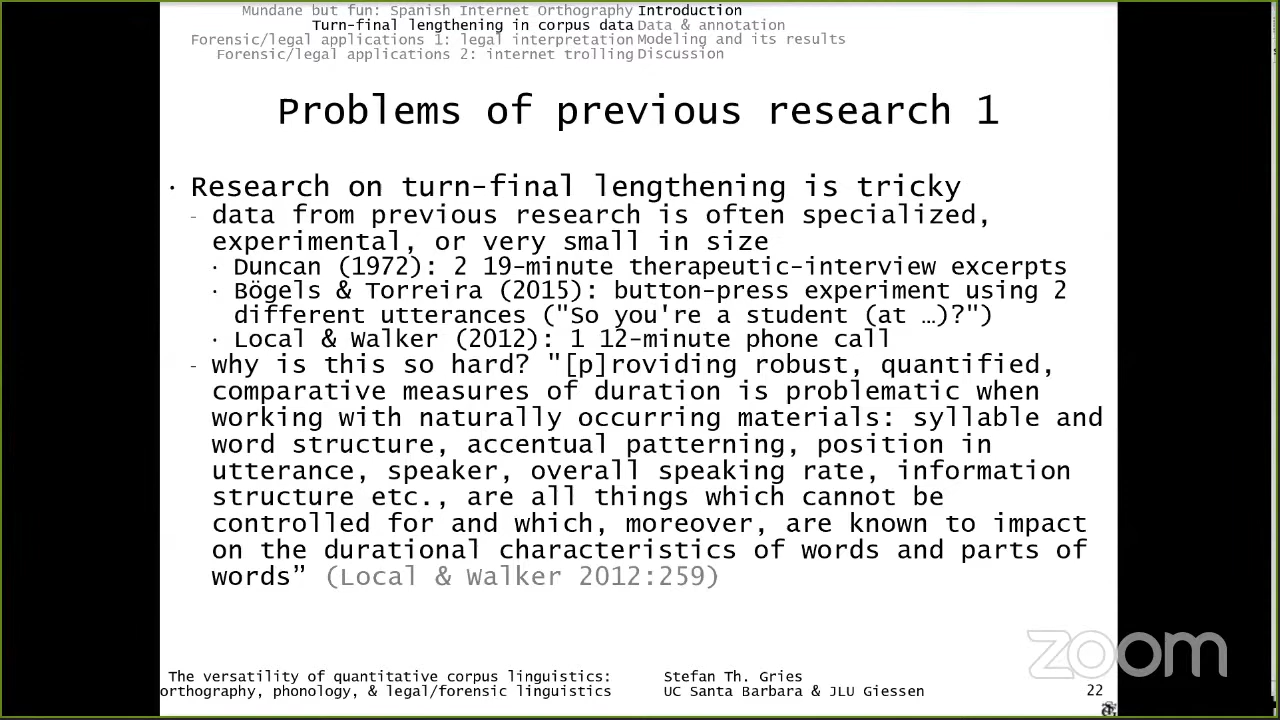 Mundane but fun: Spanish Internet Orthography Introduction
Turn-final lengthening in corpus data Data & annotation
Forensic/legal applications 1: legal interpretation Modeling and its results
Forensic/legal applications 2: internet trolling Discussion
Problems of previous research 1
· Research on turn-final lengthening is tricky
- data from previous research is often specialized,
experimental, or very small in size
· Duncan (1972): 2 19-minute therapeutic-interview excerpts
· Bögels & Torreira (2015): button-press experiment using 2
different utterances ("So you're a student (at …)?")
· Local & Walker (2012): 1 12-minute phone call
- why is this so hard? "[p]roviding robust, quantified,
comparative measures of duration is problematic when
working with naturally occurring materials: syllable and
word structure, accentual patterning, position in
utterance, speaker, overall speaking rate, information
structure etc., are all things which cannot be
controlled for and which, moreover, are known to impact
on the durational characteristics of words and parts of
words” (Local & Walker 2012:259)
zoom
The versatility of quantitative corpus linguistics: Stefan Th. Gries
orthography, phonology, & legal/forensic linguistics UC Santa Barbara & JLU Giessen 22